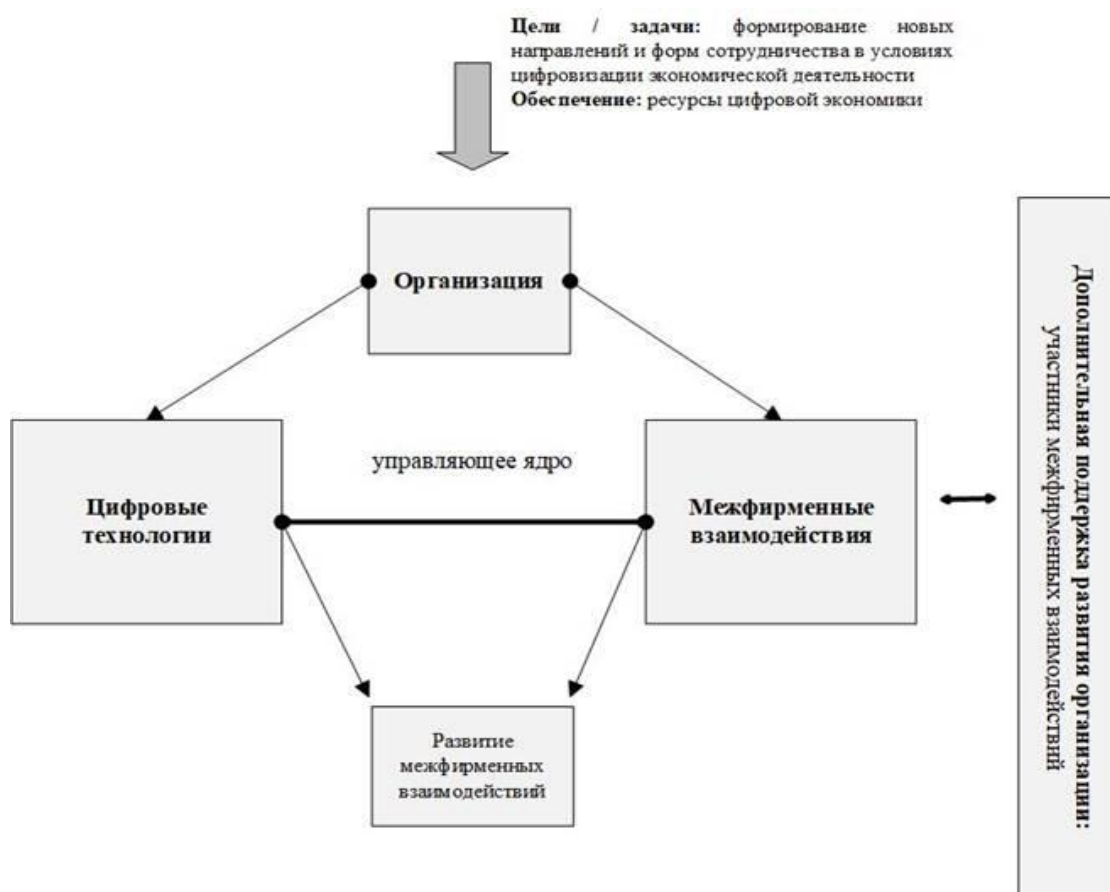 Цели / задачи: формирование новых
направлений и форм сотрудничества в условиях
цифровизации экономической деятельности
Обеспечение: ресурсы цифровой экономики
Организация
управляющее ядро
Цифровые
технологии
Межфирменные
взаимодействия
Развитие
межфирменных
взаимодействий
Дополнительная поддержка развития организации:
участники межфирменных взаимодействий